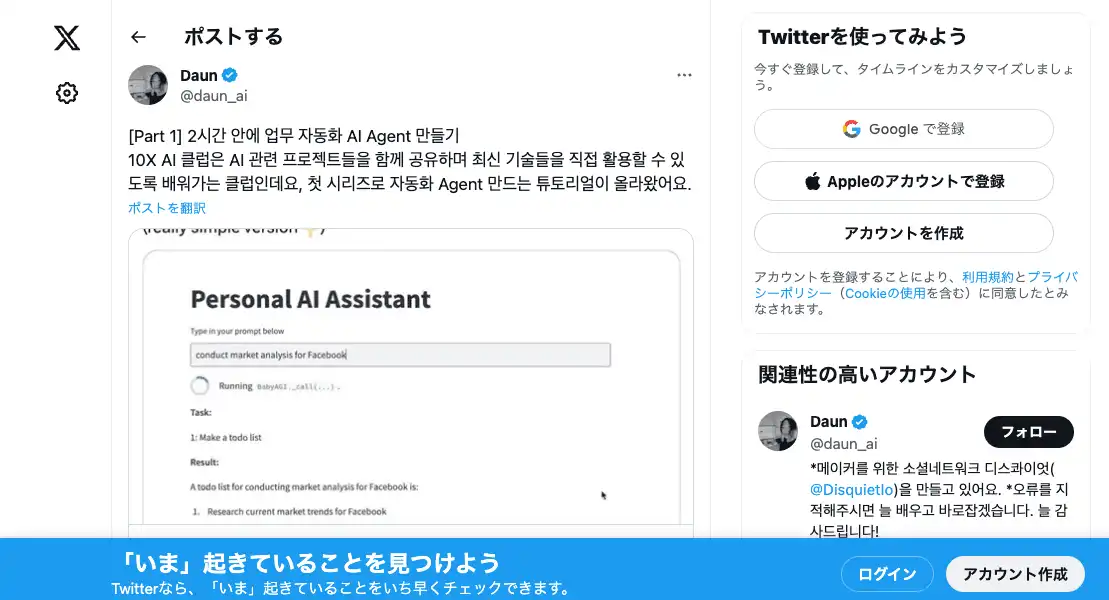 ポストする
Daun
@daun_ai
[Part 1] 2시간 안에 업무 자동화 AI Agent 만들기
10X AI 클럽은 AI 관련 프로젝트들을 함께 공유하며 최신 기술들을 직접 활용할 수 있
도록 배워가는 클럽인데요, 첫 시리즈로 자동화 Agent 만드는 튜토리얼이 올라왔어요.
ポストを翻訳
(really simple version
Personal AI Assistant
Type in your prompt below
conduct market analysis for Facebook
Running BabyAGI._call(...).
Task:
1: Make a todo list
Result:
A todo list for conducting market analysis for Facebook is:
1. Research current market trends for Facebook
Twitterを使ってみよう
今すぐ登録して、タイムラインをカスタマイズしましょ
う。
Google で登録
Appleのアカウントで登録
アカウントを作成
アカウントを登録することにより、利用規約とプライバ
シーポリシー（Cookieの使用を含む）に同意したとみ
なされます。
関連性の高いアカウント
Daun
@daun_ai
フォロー
*메이커를 위한 소셜네트워크 디스콰이엇(
@DisquietIo)을 만들고 있어요. *오류를 지
적해주시면 늘 배우고 바로잡겠습니다. 늘 감
사드립니다!
「いま」起きていることを見つけよう
Twitterなら、「いま」起きていることをいち早くチェックできます。
ログイン
アカウント作成